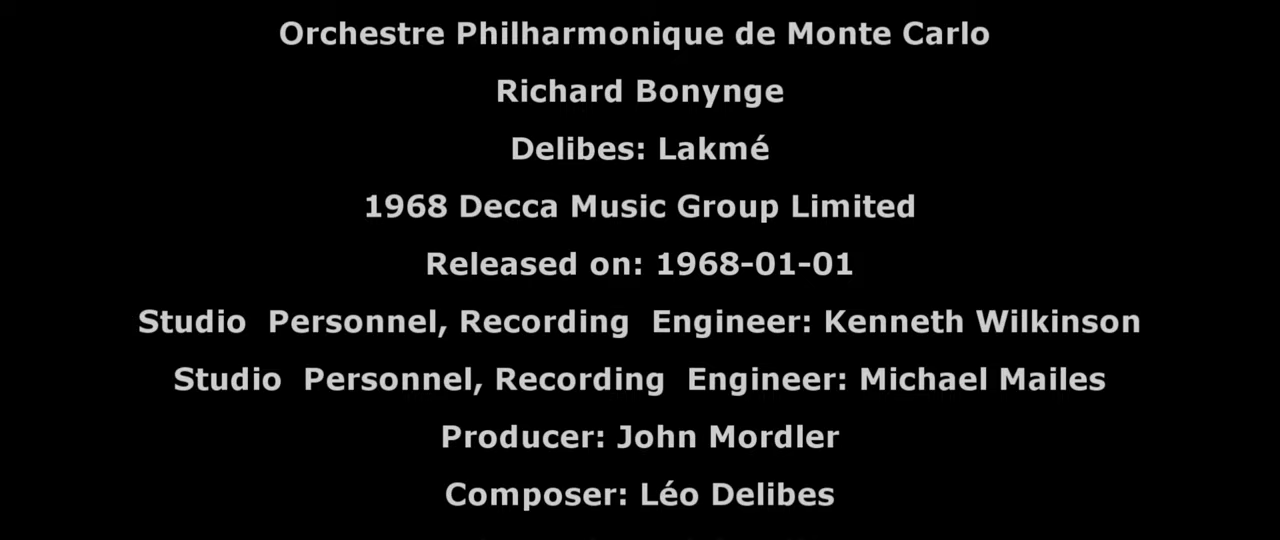 Orchestre Philharmonique de Monte Carlo
Richard Bonynge
Delibes: Lakmé
1968 Decca Music Group Limited
Released on: 1968-01-01
Studio  Personnel, Recording  Engineer: Kenneth Wilkinson
Studio  Personnel, Recording  Engineer: Michael Mailes
Producer: John Mordler
Composer: Léo Delibes